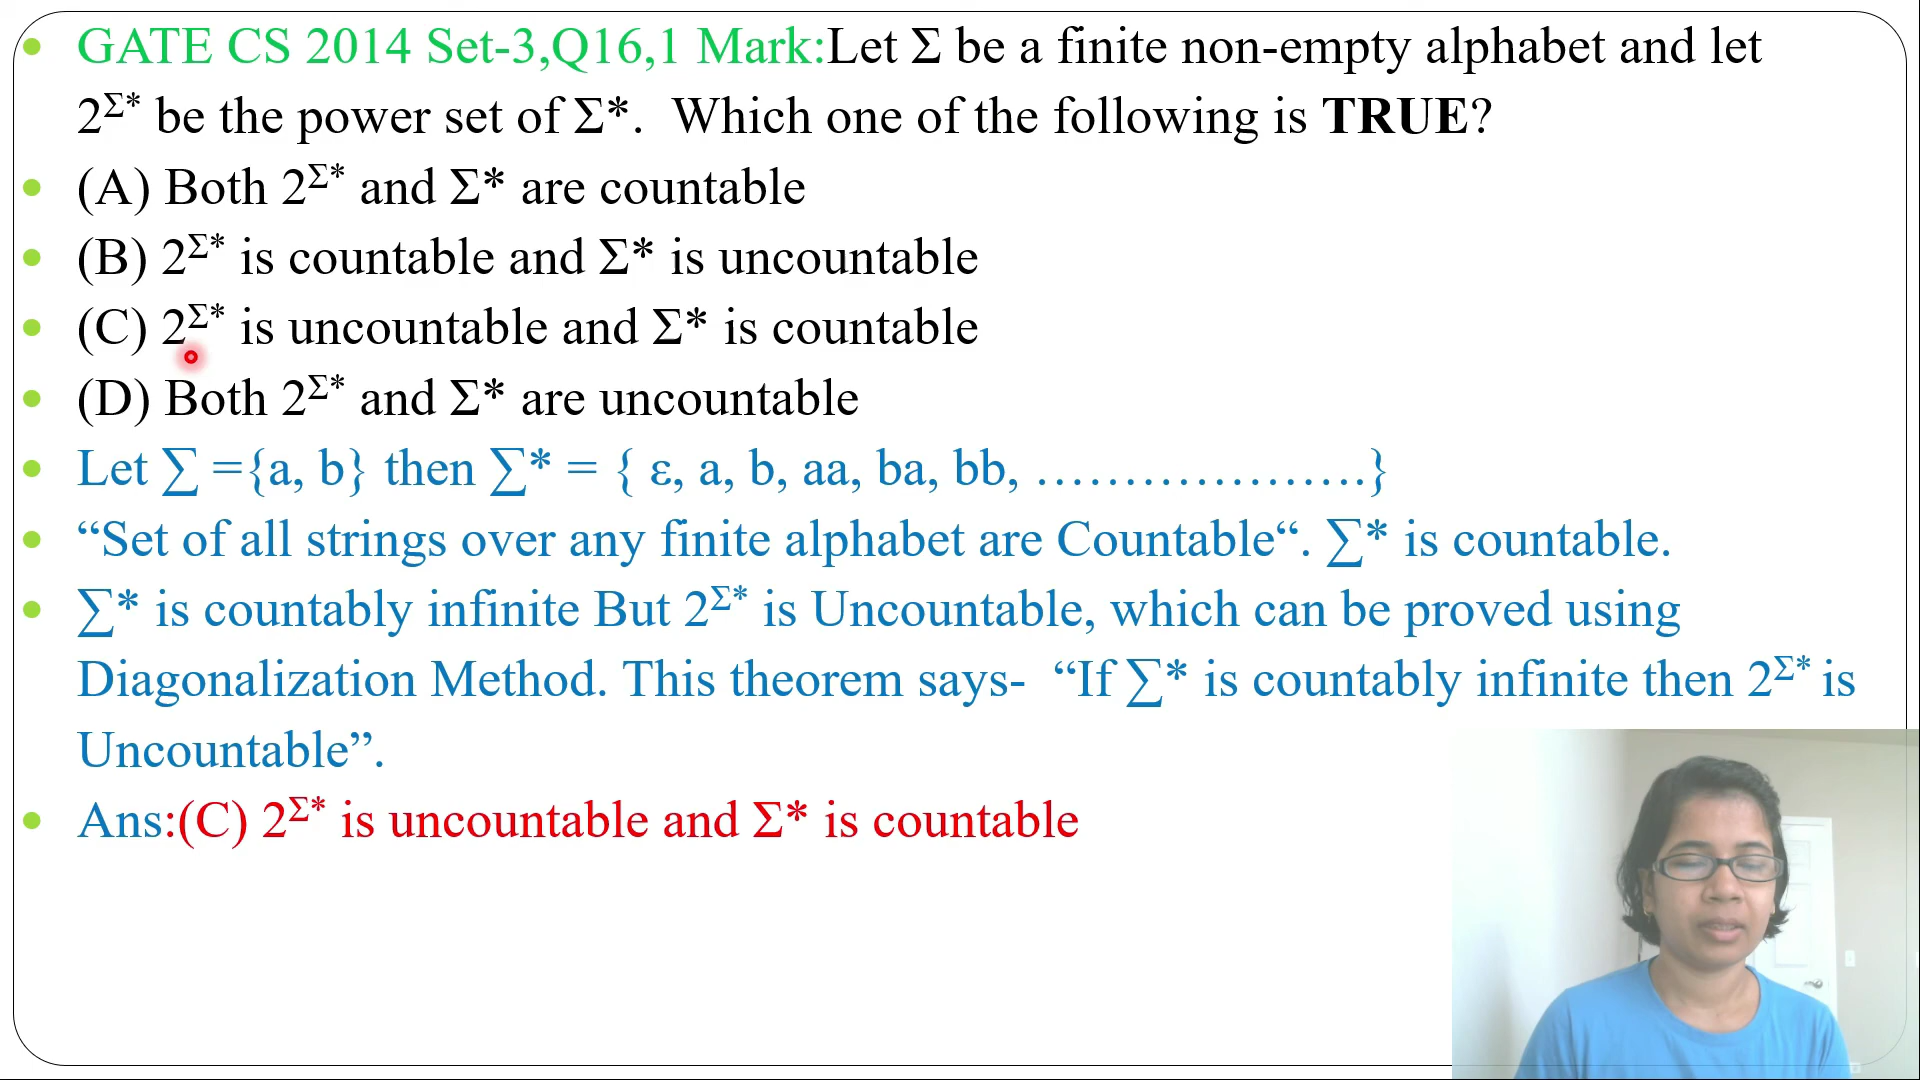 GATE CS 2014 Set-3,Q16,1 Mark:Let Σ be a finite non-empty alphabet and let
2^Σ* be the power set of Σ*. Which one of the following is TRUE?
(A) Both 2^Σ* and Σ* are countable
(B) 2^Σ* is countable and Σ* is uncountable
(C) 2^Σ* is uncountable and Σ* is countable
(D) Both 2^Σ* and Σ* are uncountable
Let ∑ ={a, b} then ∑* = { ε, a, b, aa, ba, bb, ……………….}
“Set of all strings over any finite alphabet are Countable“. ∑* is countable.
∑* is countably infinite But 2^Σ* is Uncountable, which can be proved using
Diagonalization Method. This theorem says- “If ∑* is countably infinite then 2^Σ* is
Uncountable”.
Ans:(C) 2^Σ* is uncountable and Σ* is countable